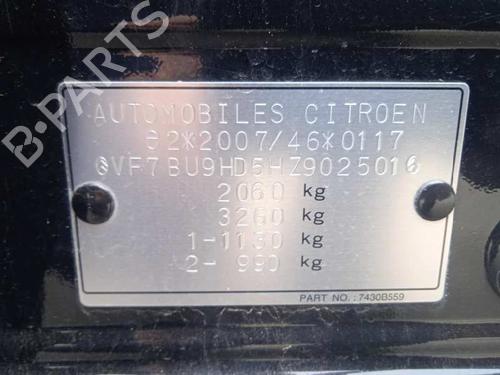 B-PARTS
AUTOMOBILES CITROEN
e2*2007/46*0117
VF7BU9HD5HZ902501
2060 kg
3260 kg
1-1130 kg
2- 990 kg
PART NO. : 7430B559